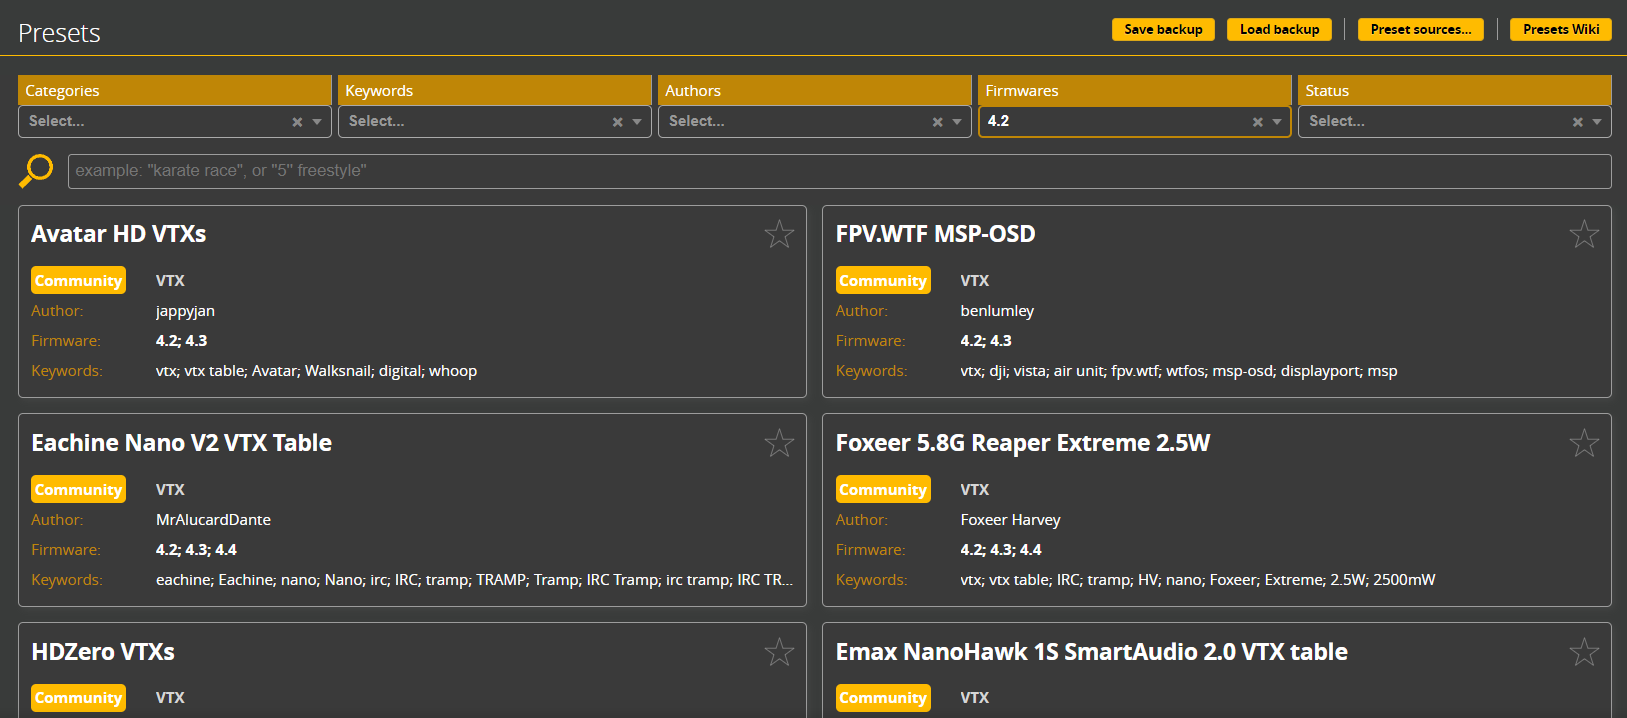 Presets
Save backup
Load backup
Preset sources...
Presets Wiki
Categories
Keywords
Authors
Firmwares
Status
Select...
Select...
Select...
4.2
Select...
example: "karate race", or "5" freestyle"
Avatar HD VTXs
Community VTX
Author: jappyjan
Firmware: 4.2; 4.3
Keywords: vtx; vtx table; Avatar; Walksnail; digital; whoop
FPV.WTF MSP-OSD
Community VTX
Author: benlumley
Firmware: 4.2; 4.3
Keywords: vtx; dji; vista; air unit; fpv.wtf; wtfos; msp-osd; displayport; msp
Eachine Nano V2 VTX Table
Community VTX
Author: MrAlucardDante
Firmware: 4.2; 4.3; 4.4
Keywords: eachine; Eachine; nano; Nano; irc; IRC; tramp; TRAMP; Tramp; IRC Tramp; irc tramp; IRC TR...
Foxeer 5.8G Reaper Extreme 2.5W
Community VTX
Author: Foxeer Harvey
Firmware: 4.2; 4.3; 4.4
Keywords: vtx; vtx table; IRC; tramp; HV; nano; Foxeer; Extreme; 2.5W; 2500mW
HDZero VTXs
Community VTX
Emax NanoHawk 1S SmartAudio 2.0 VTX table
Community VTX